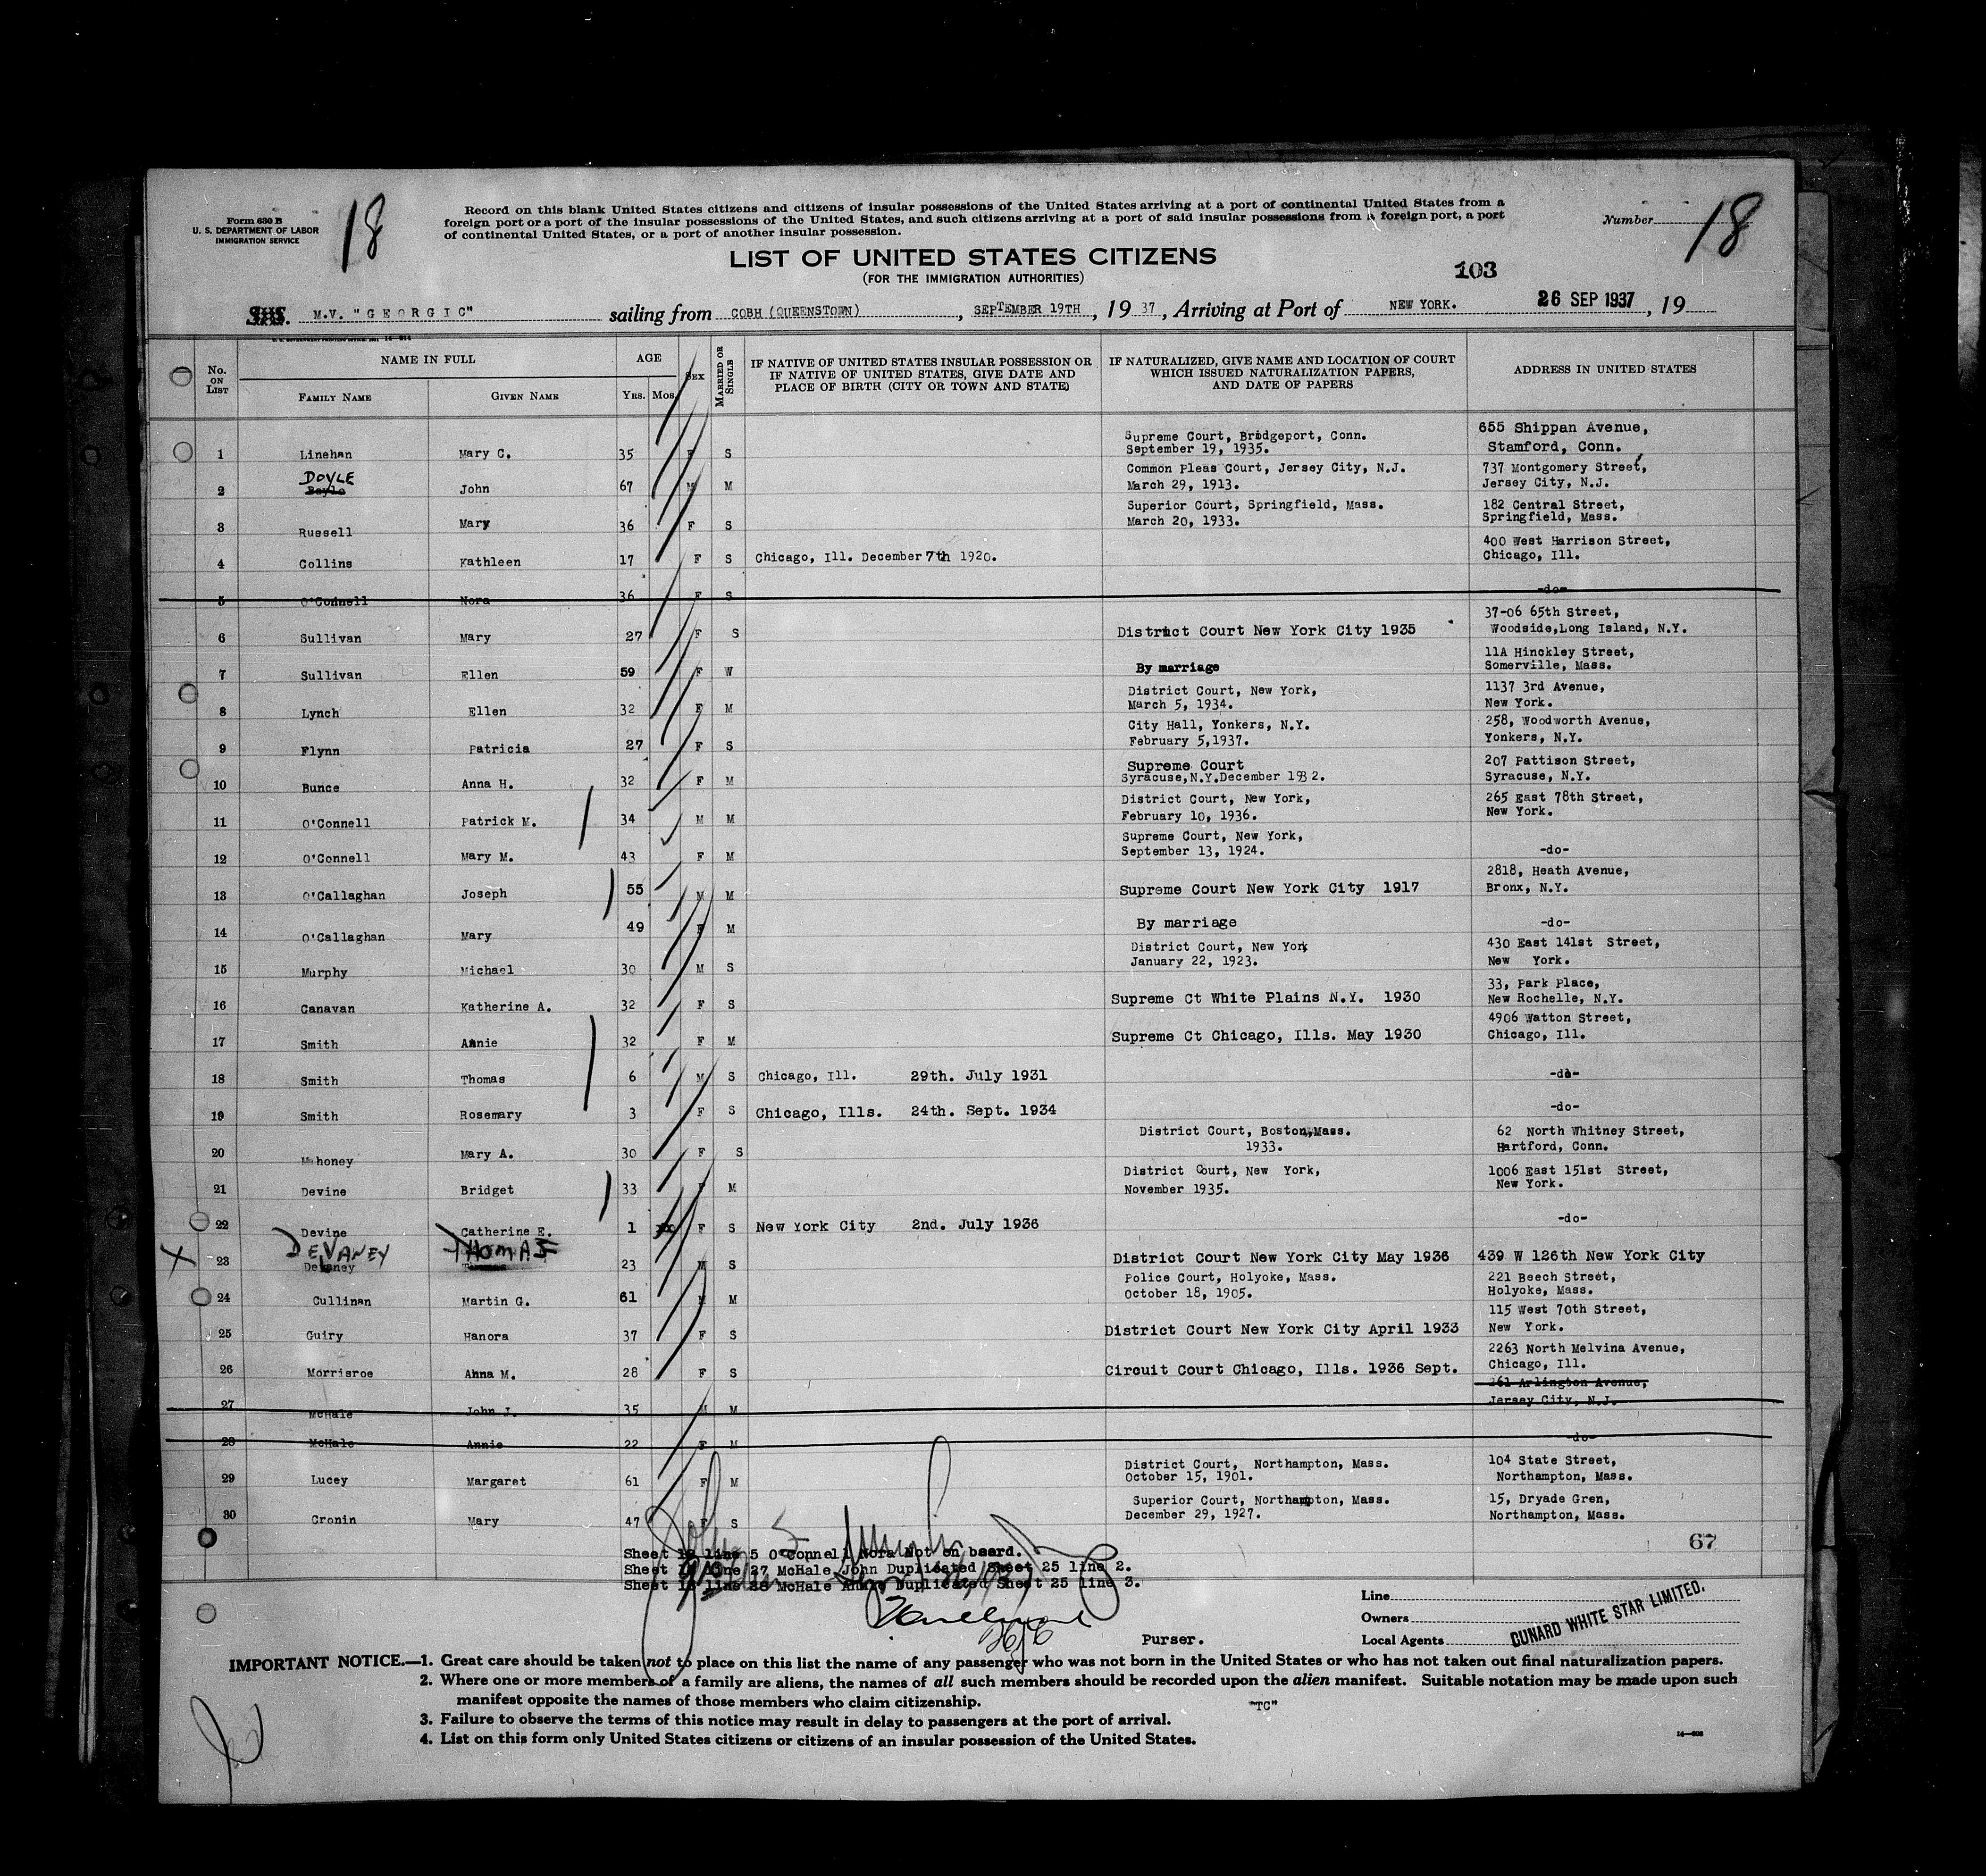 Form 630 B
U. S. DEPARTMENT OF LABOR
IMMIGRATION SERVICE
18
Record on this blank United States citizens and citizens of insular possessions of the United States arriving at a port of continental United States from a
foreign port or a port of the insular possessions of the United States, and such citizens arriving at a port of said insular possessions from a foreign port, a port
of continental United States, or a port of another insular possession.
Number 18
LIST OF UNITED STATES CITIZENS
(FOR THE IMMIGRATION AUTHORITIES)
103
M.V. "GEORGIC" sailing from COBH (QUEENSTOWN), SEPTEMBER 19TH, 1937, Arriving at Port of NEW YORK. 26 SEP 1937, 19
No. ON LIST
NAME IN FULL
FAMILY NAME
GIVEN NAME
AGE
YRS. MOS.
SEX
MARRIED OR SINGLE
IF NATIVE OF UNITED STATES INSULAR POSSESSION OR
IF NATIVE OF UNITED STATES, GIVE DATE AND
PLACE OF BIRTH (CITY OR TOWN AND STATE)
IF NATURALIZED, GIVE NAME AND LOCATION OF COURT
WHICH ISSUED NATURALIZATION PAPERS,
AND DATE OF PAPERS
ADDRESS IN UNITED STATES
1 Linehan Mary C. 35 F S Supreme Court, Bridgeport, Conn.
September 19, 1935.
655 Shippan Avenue,
Stamford, Conn.
DOYLE
2 Boyle John 67 M M Common Pleas Court, Jersey City, N.J.
March 29, 1913.
737 Montgomery Street,
Jersey City, N.J.
3 Russell Mary 36 F S Superior Court, Springfield, Mass.
March 20, 1933.
182 Central Street,
Springfield, Mass.
4 Collins Kathleen 17 F S Chicago, Ill. December 7th 1920.
400 West Harrison Street,
Chicago, Ill.
5 O'Connell Nora 36 F S -do-
6 Sullivan Mary 27 F S District Court New York City 1935
37-06 65th Street,
Woodside,Long Island, N.Y.
7 Sullivan Ellen 59 F W By marriage
11A Hinckley Street,
Somerville, Mass.
8 Lynch Ellen 32 F M District Court, New York,
March 5, 1934.
1137 3rd Avenue,
New York.
9 Flynn Patricia 27 F S City Hall, Yonkers, N.Y.
February 5,1937.
258, Woodworth Avenue,
Yonkers, N.Y.
10 Bunce Anna H. 32 F M Supreme Court
Syracuse,N.Y.December 1932.
207 Pattison Street,
Syracuse, N.Y.
11 O'Connell Patrick M. 34 M M District Court, New York,
February 10, 1936.
265 East 78th Street,
New York.
12 O'Connell Mary M. 43 F M Supreme Court, New York,
September 13, 1924.
-do-
13 O'Callaghan Joseph 55 M M Supreme Court New York City 1917
2818, Heath Avenue,
Bronx, N.Y.
14 O'Callaghan Mary 49 F M By marriage
-do-
15 Murphy Michael 30 M S District Court, New York
January 22, 1923.
430 East 141st Street,
New York.
16 Canavan Katherine A. 32 F S Supreme Ct White Plains N.Y. 1930
33, Park Place,
New Rochelle, N.Y.
17 Smith Annie 32 F M Supreme Ct Chicago, Ills. May 1930
4906 Watton Street,
Chicago, Ill.
18 Smith Thomas 6 M S Chicago, Ill. 29th. July 1931 -do-
19 Smith Rosemary 3 F S Chicago, Ills. 24th. Sept. 1934 -do-
20 Mahoney Mary A. 30 F S District Court, Boston,Mass.
1933.
62 North Whitney Street,
Hartford, Conn.
21 Devine Bridget 33 F M District Court, New York,
November 1935.
1006 East 151st Street,
New York.
22 Devine Catherine E. 1 F S New York City 2nd. July 1936 -do-
DEVANEY THOMAS
X 23 23 M S District Court New York City May 1936 439 W 126th New York City
24 Cullinan Martin G. 61 M M Police Court, Holyoke, Mass.
October 18, 1905.
221 Beech Street,
Holyoke, Mass.
25 Guiry Hanora 37 F S District Court New York City April 1933
115 West 70th Street,
New York.
26 Morrisroe Anna M. 28 F S Circuit Court Chicago, Ills. 1936 Sept.
2263 North Melvina Avenue,
Chicago, Ill.
27 McHale John J. 35 M M 261 Arlington Avenue,
Jersey City, N.J.
28 McHale Annie 22 F M -do-
29 Lucey Margaret 61 F M District Court, Northampton, Mass.
October 15, 1901.
104 State Street,
Northampton, Mass.
30 Cronin Mary 47 F S Superior Court, Northampton, Mass.
December 29, 1927.
15, Dryade Gren,
Northampton, Mass.
67
Sheet 18 line 5 O'Connell Nora Not on board.
Sheet 18 line 27 McHale John Duplicated Sheet 25 line 2.
Sheet 18 line 28 McHale Annie Duplicated Sheet 25 line 3.
Purser.
Line
Owners
Local Agents
CUNARD WHITE STAR LIMITED.
IMPORTANT NOTICE.—1. Great care should be taken not to place on this list the name of any passenger who was not born in the United States or who has not taken out final naturalization papers.
2. Where one or more members of a family are aliens, the names of all such members should be recorded upon the alien manifest. Suitable notation may be made upon such
manifest opposite the names of those members who claim citizenship.
"TC"
3. Failure to observe the terms of this notice may result in delay to passengers at the port of arrival.
4. List on this form only United States citizens or citizens of an insular possession of the United States.